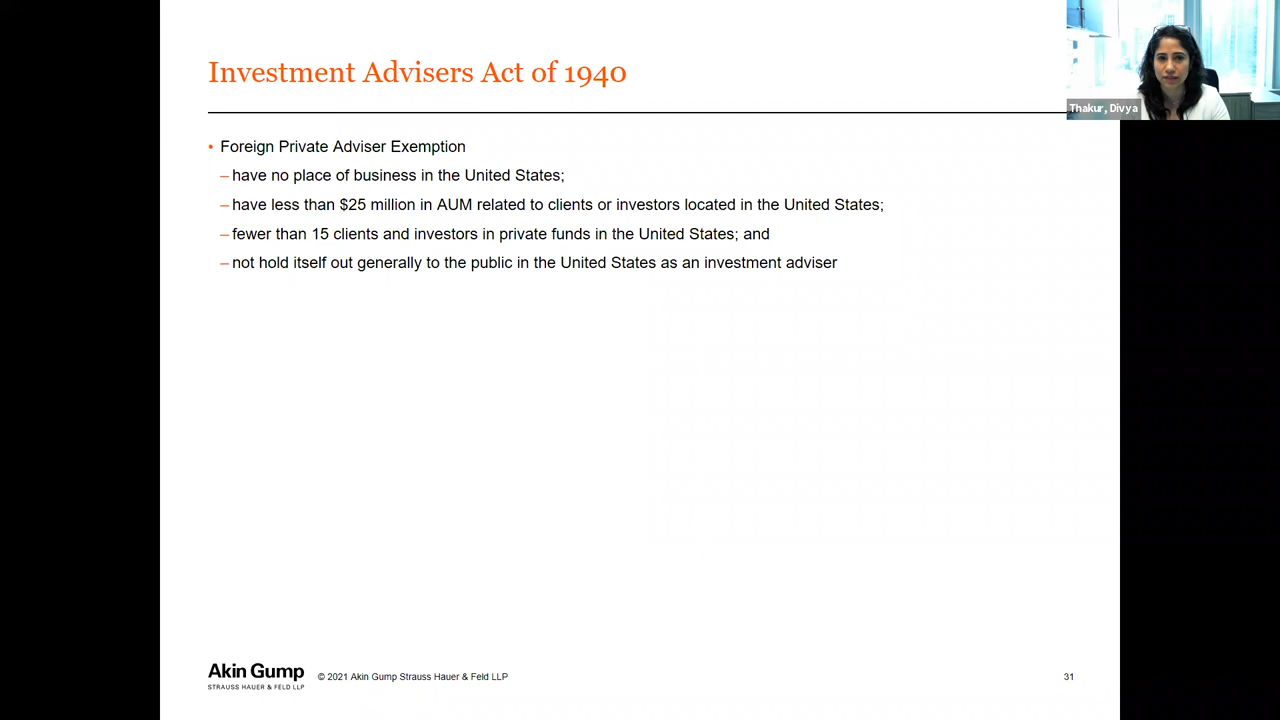 Investment Advisers Act of 1940
Thakur, Divya
• Foreign Private Adviser Exemption
– have no place of business in the United States;
– have less than $25 million in AUM related to clients or investors located in the United States;
– fewer than 15 clients and investors in private funds in the United States; and
– not hold itself out generally to the public in the United States as an investment adviser
Akin Gump
STRAUSS HAUER & FELD LLP
© 2021 Akin Gump Strauss Hauer & Feld LLP
31